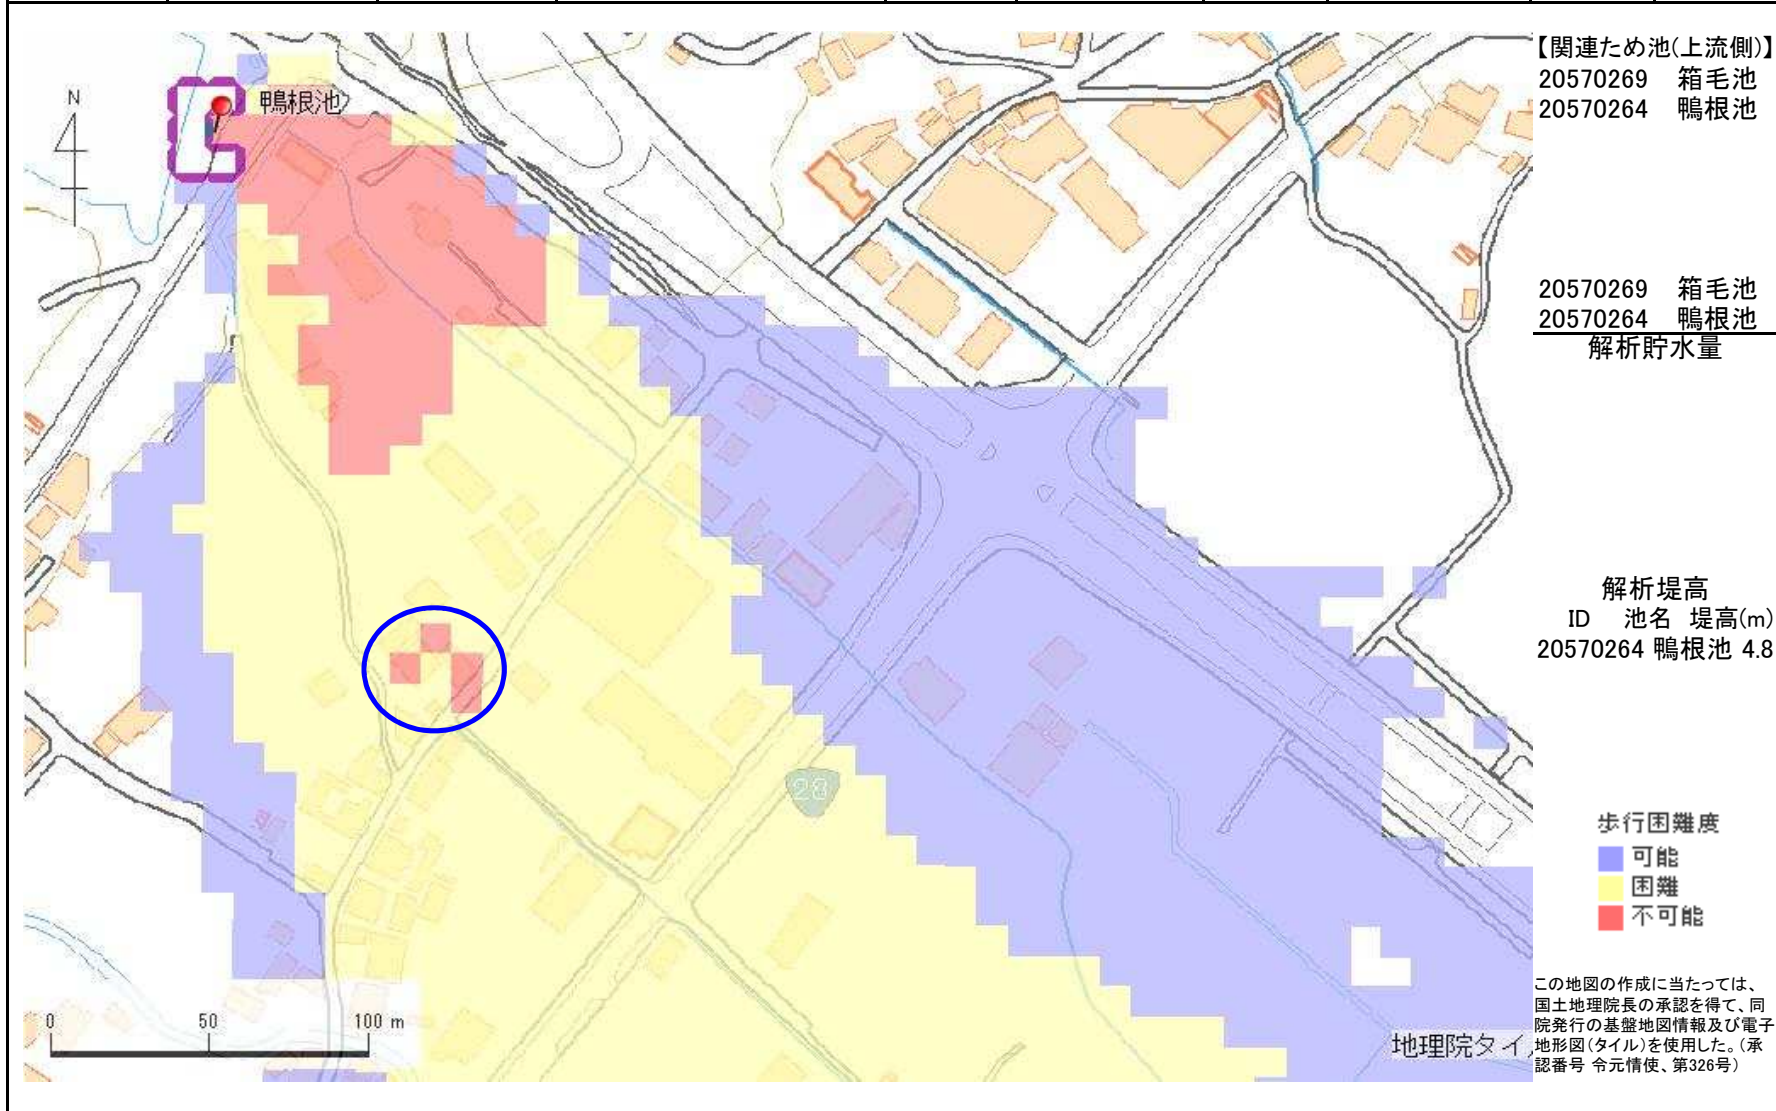 N
鴨根池
【関連ため池(上流側)】
20570269 箱毛池
20570264 鴨根池
20570269 箱毛池
20570264 鴨根池
解析貯水量
解析堤高
ID 池名 堤高(m)
20570264 鴨根池 4.8
28
歩行困難度
可能
困難
不可能
0 50 100 m
地理院タイ
この地図の作成に当たっては、
国土地理院長の承認を得て、同
院発行の基盤地図情報及び電子
地形図(タイル)を使用した。(承
認番号 令元情使、第326号)